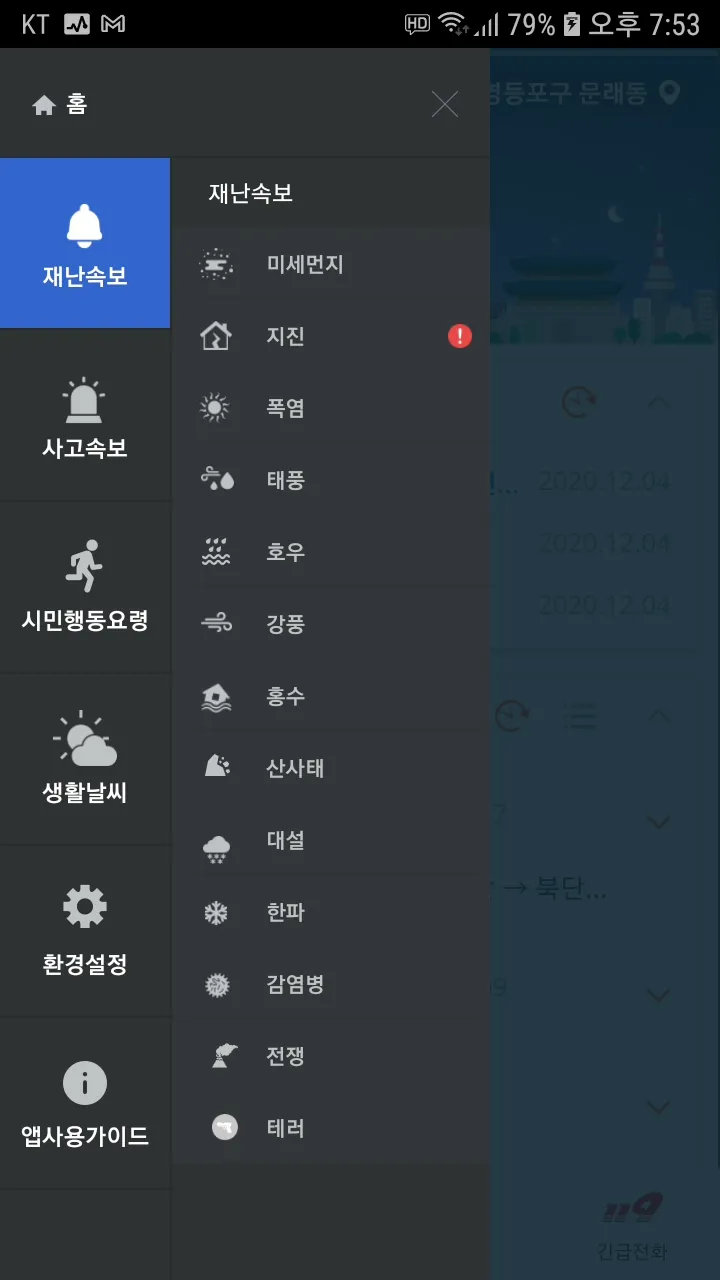 KT HD 79% 오후 7:53
홈
영등포구 문래동
재난속보
사고속보
시민행동요령
생활날씨
환경설정
앱사용가이드
재난속보
미세먼지
지진
폭염
태풍
호우
강풍
홍수
산사태
대설
한파
감염병
전쟁
테러
2020.12.04
2020.12.04
2020.12.04
→ 북단...
119
긴급전화